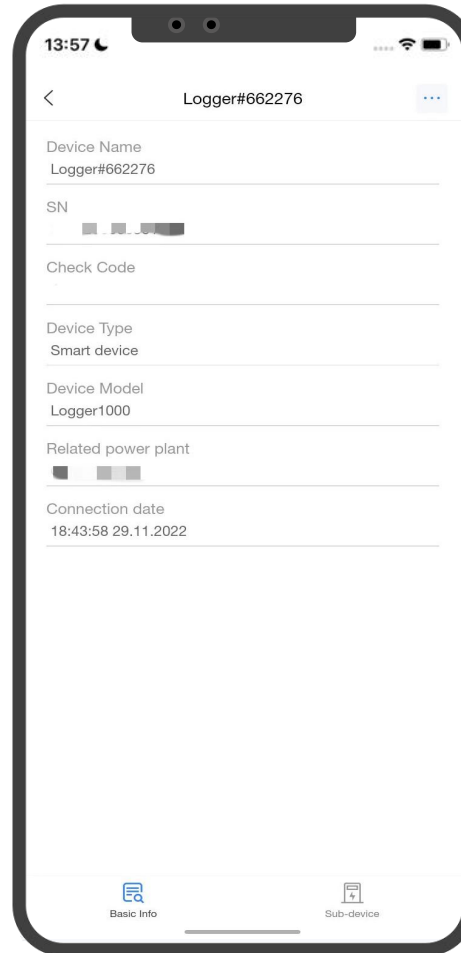 13:57
Logger#662276
Device Name
Logger#662276
SN
Check Code
Device Type
Smart device
Device Model
Logger1000
Related power plant
Connection date
18:43:58 29.11.2022
Basic Info
Sub-device